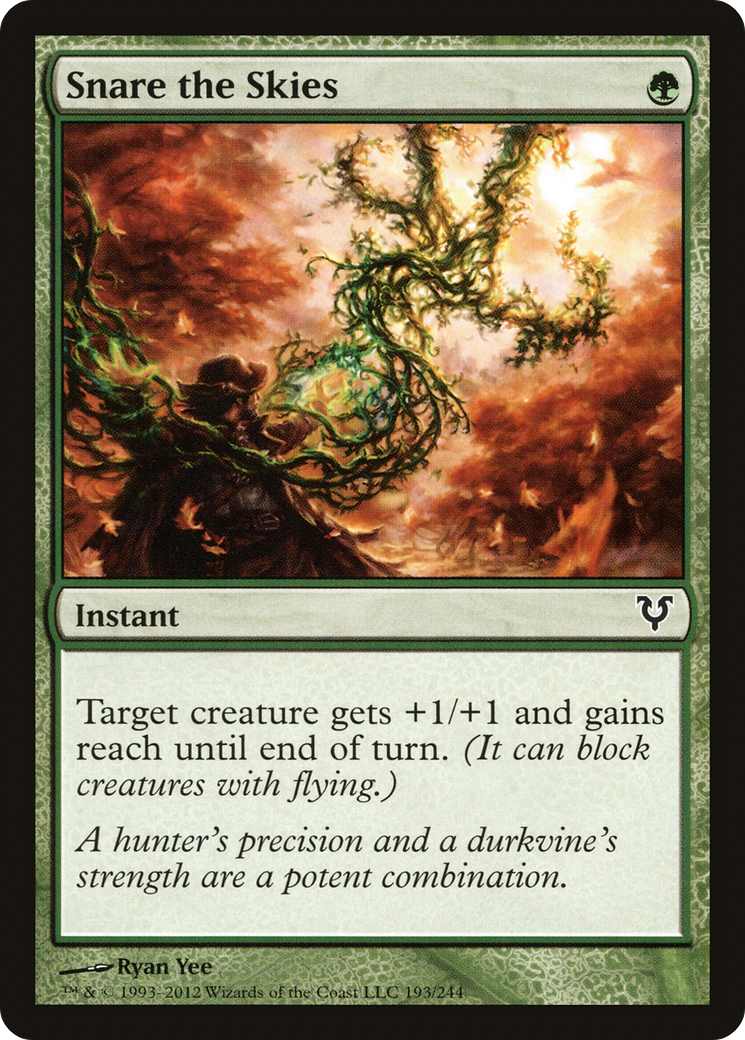 Snare the Skies
Instant
Target creature gets +1/+1 and gains
reach until end of turn. (It can block
creatures with flying.)
A hunter's precision and a durkvine's
strength are a potent combination.
Ryan Yee
™ & © 1993–2012 Wizards of the Coast LLC 193/244